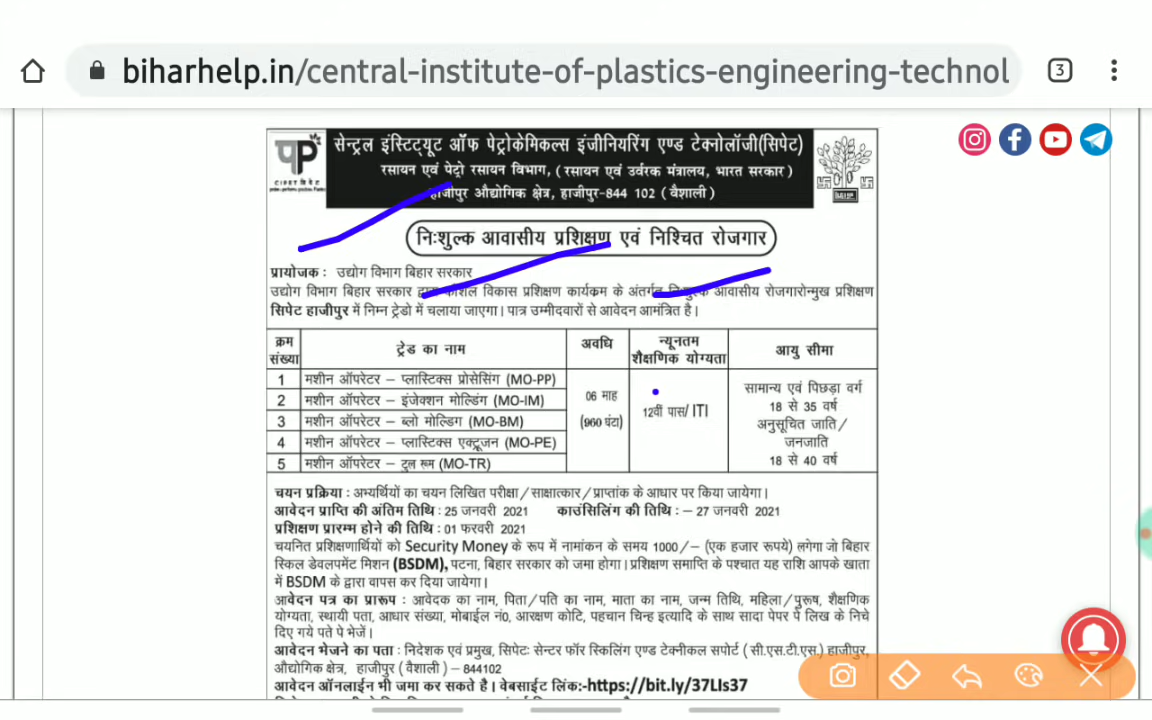 biharhelp.in/central-institute-of-plastics-engineering-technol
3
सेन्ट्रल इंस्टिट्यूट ऑफ पेट्रोकेमिकल्स इंजीनियरिंग एण्ड टेक्नोलॉजी(सिपेट)
रसायन एवं पेट्रो रसायन विभाग, (रसायन एवं उर्वरक मंत्रालय, भारत सरकार)
हाजीपुर औद्योगिक क्षेत्र, हाजीपुर-844 102 (वैशाली)
निःशुल्क आवासीय प्रशिक्षण एवं निश्चित रोजगार
प्रायोजक : उद्योग विभाग बिहार सरकार
उद्योग विभाग बिहार सरकार द्वारा कौशल विकास प्रशिक्षण कार्यक्रम के अंतर्गत निःशुल्क आवासीय रोजगारोन्मुख प्रशिक्षण
सिपेट हाजीपुर में निम्न ट्रेडो में चलाया जाएगा। पात्र उम्मीदवारों से आवेदन आमंत्रित है।
क्रम संख्या ट्रेड का नाम अवधि न्यूनतम शैक्षणिक योग्यता आयु सीमा
1 मशीन ऑपरेटर – प्लास्टिक्स प्रोसेसिंग (MO-PP)
2 मशीन ऑपरेटर – इंजेक्शन मोल्डिंग (MO-IM)
3 मशीन ऑपरेटर – ब्लो मोल्डिग (MO-BM)
4 मशीन ऑपरेटर – प्लास्टिक्स एक्ट्रूजन (MO-PE)
5 मशीन ऑपरेटर – टुल रूम (MO-TR)
06 माह
(960 घंटा)
12वीं पास/ ITI
सामान्य एवं पिछड़ा वर्ग
18 से 35 वर्ष
अनुसूचित जाति/
जनजाति
18 से 40 वर्ष
चयन प्रक्रिया : अभ्यर्थियों का चयन लिखित परीक्षा/साक्षात्कार/प्राप्तांक के आधार पर किया जायेगा।
आवेदन प्राप्ति की अंतिम तिथि : 25 जनवरी 2021 काउंसिलिंग की तिथि : – 27 जनवरी 2021
प्रशिक्षण प्रारम्भ होने की तिथि : 01 फरवरी 2021
चयनित प्रशिक्षणार्थियों को Security Money के रूप में नामांकन के समय 1000/– (एक हजार रूपये) लगेगा जो बिहार
स्किल डेवलपमेंट मिशन (BSDM), पटना, बिहार सरकार को जमा होगा। प्रशिक्षण समाप्ति के पश्चात यह राशि आपके खाता
में BSDM के द्वारा वापस कर दिया जायेगा।
आवेदन पत्र का प्रारूप : आवेदक का नाम, पिता/पति का नाम, माता का नाम, जन्म तिथि, महिला/पुरूष, शैक्षणिक
योग्यता, स्थायी पता, आधार संख्या, मोबाईल नं0, आरक्षण कोटि, पहचान चिन्ह इत्यादि के साथ सादा पेपर पे लिख के निचे
दिए गये पते पे भेजें।
आवेदन भेजने का पता : निदेशक एवं प्रमुख, सिपेटः सेन्टर फॉर स्किलिंग एण्ड टेक्नीकल सपोर्ट (सी.एस.टी.एस.) हाजीपुर,
औद्योगिक क्षेत्र, हाजीपुर (वैशाली) – 844102
आवेदन ऑनलाईन भी जमा कर सकते है। वेबसाईट लिंक:-https://bit.ly/37LIs37